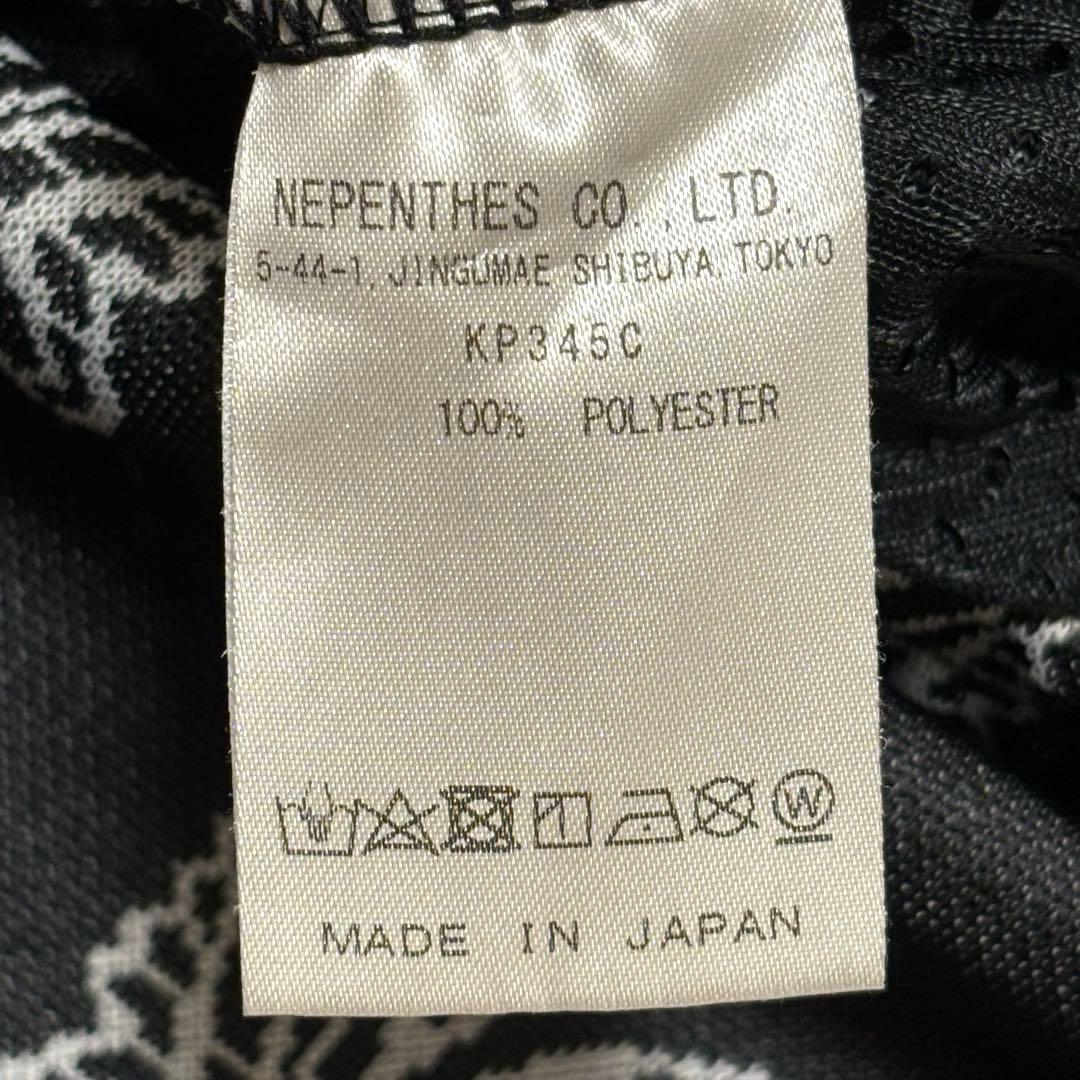 NEPENTHES CO.,LTD.
5-44-1, JINGUMAE SHIBUYA, TOKYO
KP345C
100% POLYESTER
W
MADE IN JAPAN